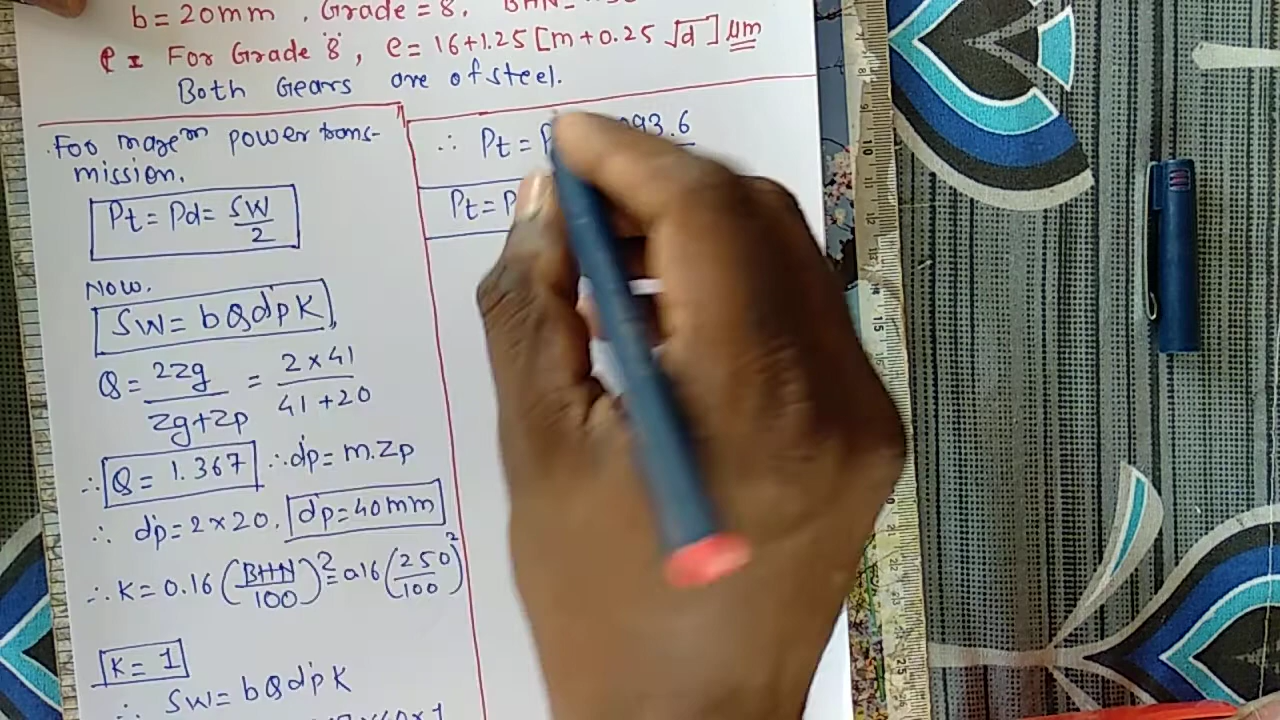 b = 20mm , Grade = 8.
e = For Grade 8 , e = 16+1.25 [m+0.25 √d'] μm
Both Gears are of steel.
For maxm power trans-
mission.
Pt = Pd = SW/2
Now.
SW = bQd'pK,
Q = 2zg/zg+zp = 2×41/41+20
∴ Q = 1.367 ∴d'p = m.zp
∴ d'p = 2×20. d'p = 40mm
∴ K = 0.16 (BHN/100)² = 0.16 (250/100)²
K = 1
∴ SW = bQd'pK
∴ Pt = 93.6
Pt = P